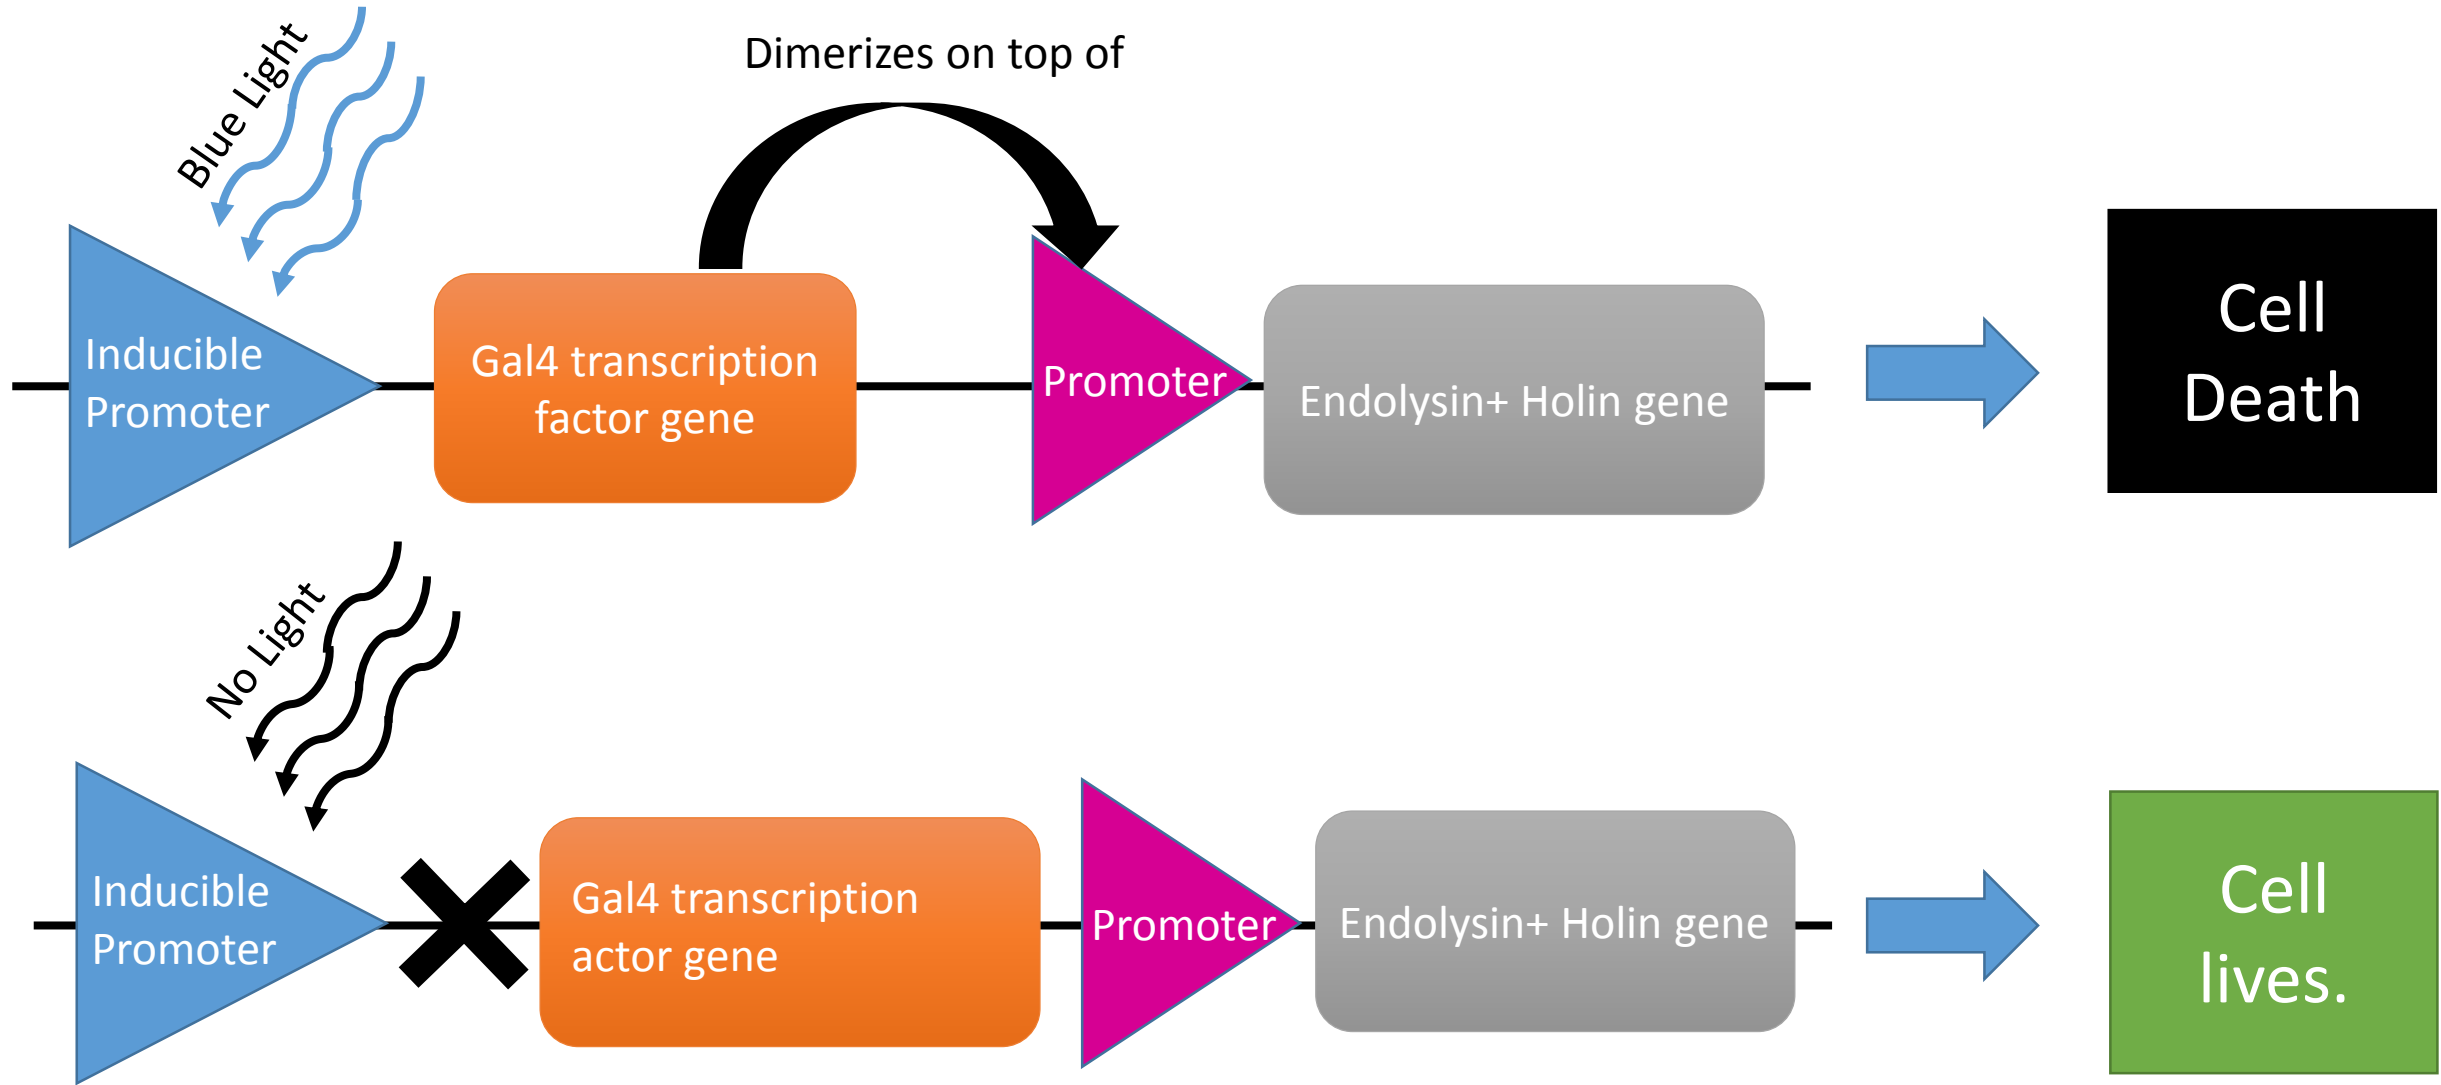 Blue Light
Dimerizes on top of
Inducible
Promoter
Gal4 transcription
factor gene
Promoter
Endolysin+ Holin gene
Cell
Death
No Light
Inducible
Promoter
Gal4 transcription
actor gene
Promoter
Endolysin+ Holin gene
Cell
lives.